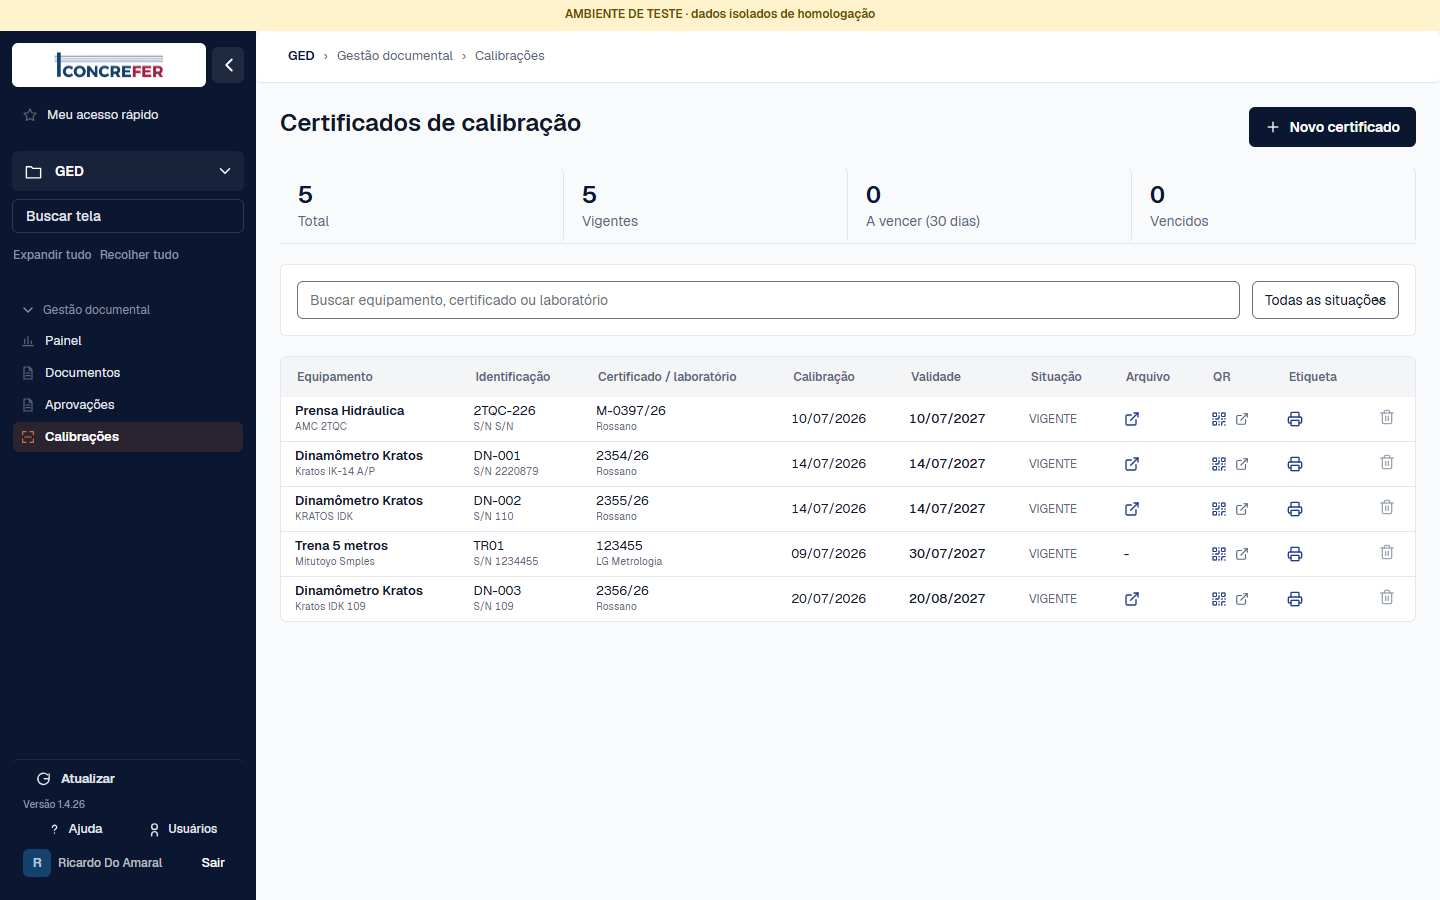 AMBIENTE DE TESTE · dados isolados de homologação
CONCREFER
Meu acesso rápido
GED
Buscar tela
Expandir tudo Recolher tudo
Gestão documental
Painel
Documentos
Aprovações
Calibrações
Atualizar
Versão 1.4.26
? Ajuda Usuários
R Ricardo Do Amaral Sair
GED › Gestão documental › Calibrações
Certificados de calibração
+ Novo certificado
5 5 0 0
Total Vigentes A vencer (30 dias) Vencidos
Buscar equipamento, certificado ou laboratório Todas as situações
Equipamento Identificação Certificado / laboratório Calibração Validade Situação Arquivo QR Etiqueta
Prensa Hidráulica 2TQC-226 M-0397/26 10/07/2026 10/07/2027 VIGENTE
AMC 2TQC S/N S/N Rossano
Dinamômetro Kratos DN-001 2354/26 14/07/2026 14/07/2027 VIGENTE
Kratos IK-14 A/P S/N 2220879 Rossano
Dinamômetro Kratos DN-002 2355/26 14/07/2026 14/07/2027 VIGENTE
KRATOS IDK S/N 110 Rossano
Trena 5 metros TR01 123455 09/07/2026 30/07/2027 VIGENTE -
Mitutoyo Smples S/N 1234455 LG Metrologia
Dinamômetro Kratos DN-003 2356/26 20/07/2026 20/08/2027 VIGENTE
Kratos IDK 109 S/N 109 Rossano